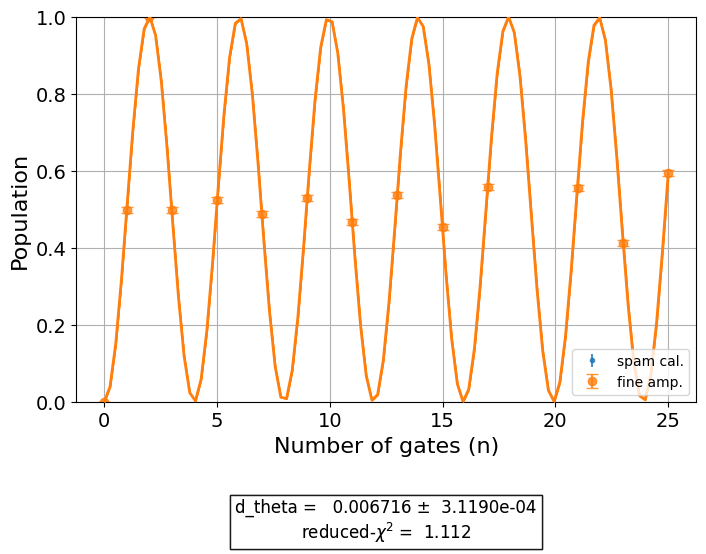 Population
1.0
0.8
0.6
0.4
0.2
0.0
0 5 10 15 20 25
Number of gates (n)
spam cal.
fine amp.
d_theta = 0.006716 ± 3.1190e-04
reduced-χ² = 1.112